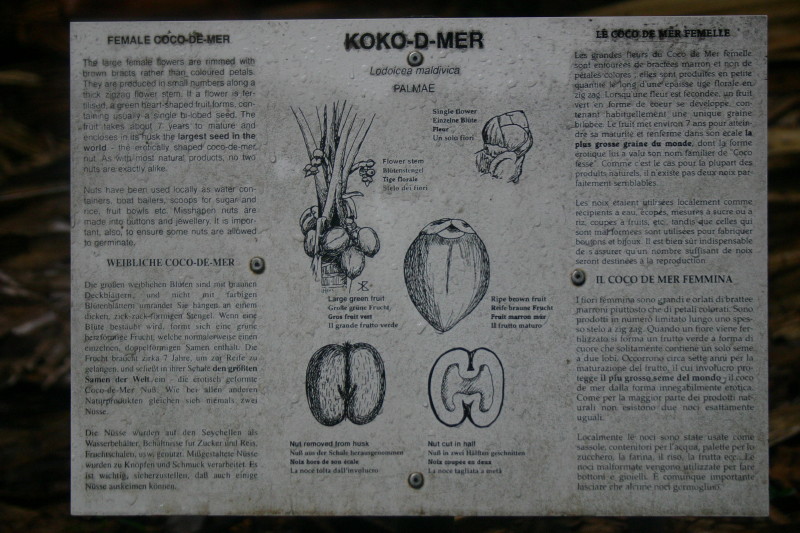 FEMALE COCO-DE-MER
The large female flowers are rimmed with
brown bracts rather than coloured petals.
They are produced in small numbers along a
thick zigzag flower stem. If a flower is fer-
tilised, a green heart-shaped fruit forms, con-
taining usually a single bi-lobed seed. The
fruit takes about 7 years to mature and
encloses in its husk the largest seed in the
world - the erotically shaped coco-de-mer
nut. As with most natural products, no two
nuts are exactly alike.
Nuts have been used locally as water con-
tainers, boat bailers, scoops for sugar and
rice, fruit bowls etc. Misshapen nuts are
made into buttons and jewellery. It is impor-
tant, also, to ensure some nuts are allowed
to germinate.
WEIBLICHE COCO-DE-MER
Die großen weiblichen Blüten sind mit braunen
Deckblättern, und nicht mit farbigen
Blütenblättern umrandet. Sie hängen an einem
dicken, zick-zack-förmigen Stengel. Wenn eine
Blüte bestäubt wird, formt sich eine grüne
herzförmige Frucht, welche normalerweise einen
einzelnen, doppelförmigen Samen enthält. Die
Frucht braucht zirka 7 Jahre, um zur Reife zu
gelangen, und schließt in ihrer Schale den größten
Samen der Welt ein - die erotisch geformte
Coco-de-Mer Nuß. Wie bei allen anderen
Naturprodukten gleichen sich niemals zwei
Nüsse.
Die Nüsse wurden auf den Seychellen als
Wasserbehälter, Behältnisse für Zucker und Reis,
Fruchtschalen, usw. genutzt. Mißgestaltete Nüsse
wurden zu Knöpfen und Schmuck verarbeitet. Es
ist wichtig, sicherzustellen, daß auch einige
Nüsse auskeimen können.
KOKO-D-MER
Lodoicea maldivica
PALMAE
Single flower
Einzelne Blüte
Fleur
Un solo fiori
Flower stem
Blütenstengel
Tige florale
Stelo dei fiori
Large green fruit
Große grüne Frucht
Gros fruit vert
Il grande frutto verde
Ripe brown fruit
Reife braune Frucht
Fruit marron mûr
Il frutto maturo
Nut removed from husk
Nuß aus der Schale herausgenommen
Noix hors de son écale
La noce tolta dall'involucro
Nut cut in half
Nuß in zwei Hälften geschnitten
Noix coupée en deux
La noce tagliata a metà
LE COCO DE MER FEMELLE
Les grandes fleurs du Coco de Mer femelle
sont entourées de bractées marron et non de
pétales colorés; elles sont produites en petite
quantité le long d'une épaisse tige florale en
zig zag. Lorsqu'une fleur est fécondée, un fruit
vert en forme de coeur se développe, con-
tenant habituellement une unique graine
bilobée. Le fruit met environ 7 ans pour attein-
dre sa maturité et renferme dans son écale la
plus grosse graine du monde, dont la forme
érotique lui a valu son nom familier de "Coco
fesse". Comme c'est le cas pour la plupart des
produits naturels, il n'existe pas deux noix par-
faitement semblables.
Les noix étaient utilisées localement comme
récipients à eau, écopes, mesures à sucre ou à
riz, coupes à fruits, etc., tandis que celles qui
sont mal formées sont utilisées pour fabriquer
boutons et bijoux. Il est bien sûr indispensable
de s'assurer qu'un nombre suffisant de noix
seront destinées à la reproduction.
IL COCO DE MER FEMMINA
I fiori femmina sono grandi e orlati di brattee
marroni piuttosto che di petali colorati. Sono
prodotti in numero limitato lungo uno spes-
so stelo a zig zag. Quando un fiore viene fer-
tilizzata si forma un frutto verde a forma di
cuore che solitamente contiene un solo seme
a due lobi. Occorrono circa sette anni per la
maturazione del frutto, il cui involucro pro-
tegge il più grosso seme del mondo - il coco
de mer dalla forma innegabilmente erotica.
Come per la maggior parte dei prodotti nat-
urali non esistono due noci esattamente
uguali.
Localmente le noci sono state usate come
sassole, contenitori per l'acqua, palette per lo
zucchero, la farina, il riso, la frutta ecc. Le
noci malformate vengono utilizzate per fare
bottoni e gioielli. È comunque importante
lasciare che alcune noci germoglino.